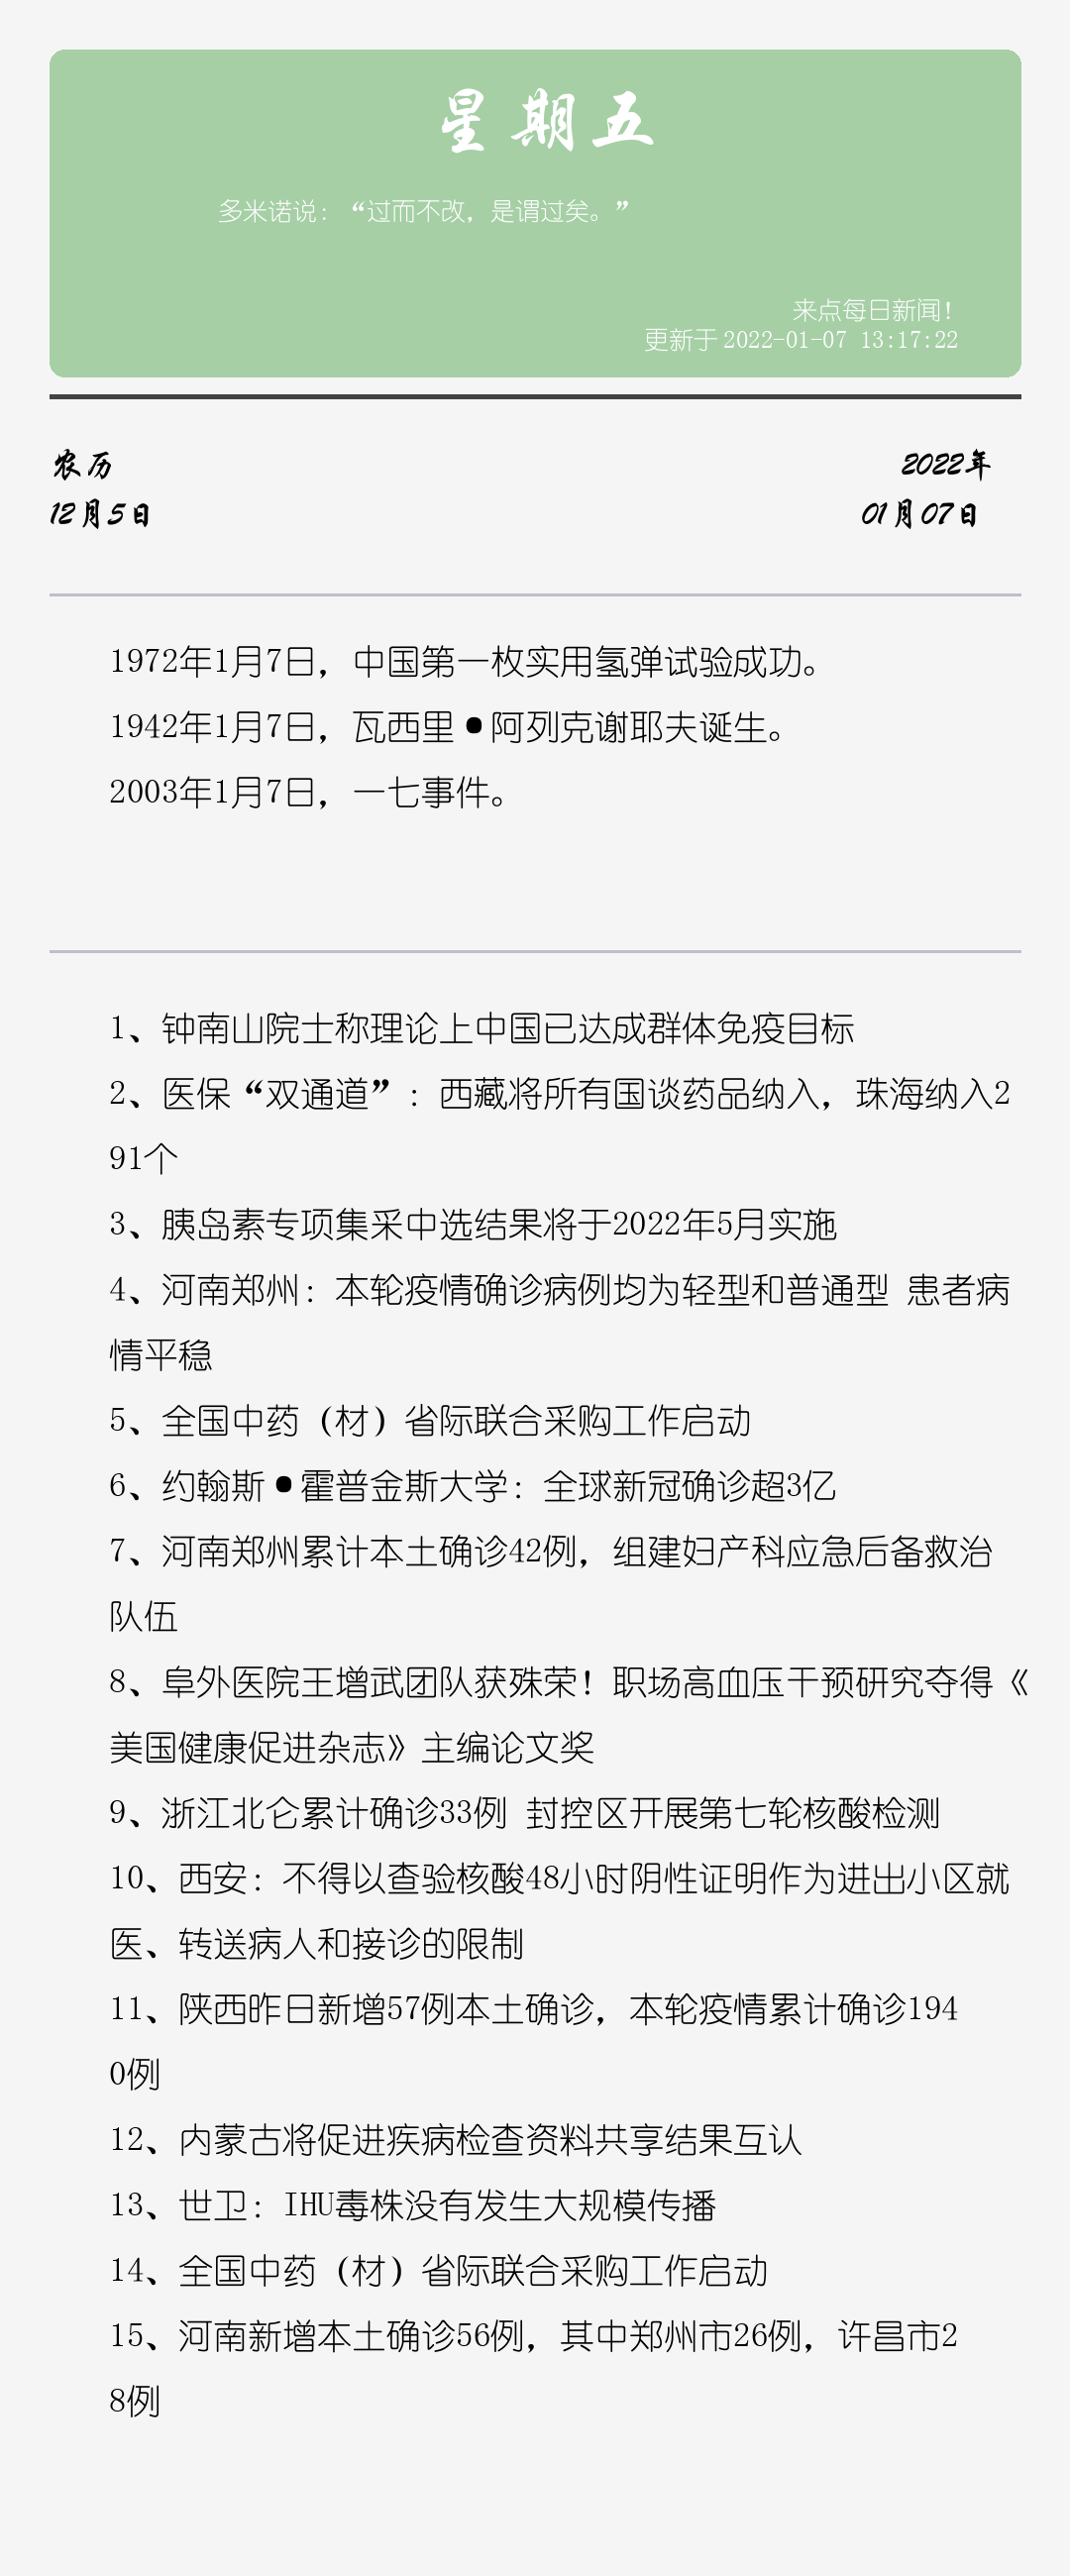 星期五
多米诺说：“过而不改，是谓过矣。”
来点每日新闻！
更新于 2022-01-07 13:17:22
农历
2022年
12月5日
01月07日
1972年1月7日，中国第一枚实用氢弹试验成功。
1942年1月7日，瓦西里•阿列克谢耶夫诞生。
2003年1月7日，一七事件。
1、钟南山院士称理论上中国已达成群体免疫目标
2、医保“双通道”：西藏将所有国谈药品纳入，珠海纳入2
91个
3、胰岛素专项集采中选结果将于2022年5月实施
4、河南郑州：本轮疫情确诊病例均为轻型和普通型 患者病
情平稳
5、全国中药（材）省际联合采购工作启动
6、约翰斯•霍普金斯大学：全球新冠确诊超3亿
7、河南郑州累计本土确诊42例，组建妇产科应急后备救治
队伍
8、阜外医院王增武团队获殊荣！职场高血压干预研究夺得《
美国健康促进杂志》主编论文奖
9、浙江北仑累计确诊33例 封控区开展第七轮核酸检测
10、西安：不得以查验核酸48小时阴性证明作为进出小区就
医、转送病人和接诊的限制
11、陕西昨日新增57例本土确诊，本轮疫情累计确诊194
0例
12、内蒙古将促进疾病检查资料共享结果互认
13、世卫：IHU毒株没有发生大规模传播
14、全国中药（材）省际联合采购工作启动
15、河南新增本土确诊56例，其中郑州市26例，许昌市2
8例